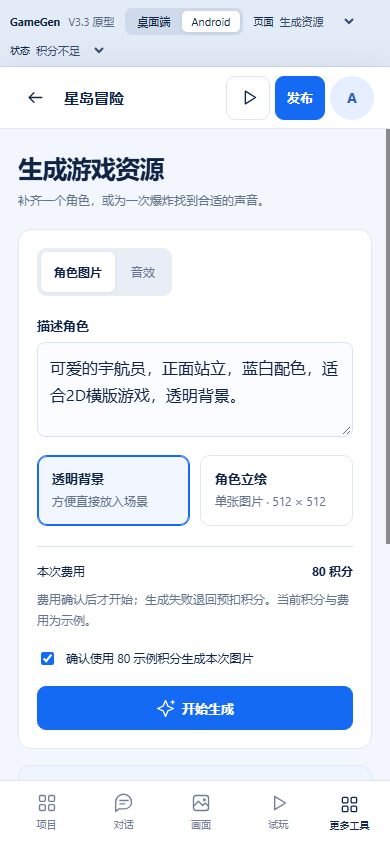 GameGen V3.3 原型 桌面端 Android 页面 生成资源
状态 积分不足
星岛冒险 发布 A
生成游戏资源
补齐一个角色，或为一次爆炸找到合适的声音。
角色图片 音效
描述角色
可爱的宇航员，正面站立，蓝白配色，适
合2D横版游戏，透明背景。
透明背景 角色立绘
方便直接放入场景 单张图片 · 512 × 512
本次费用 80 积分
费用确认后才开始；生成失败退回预扣积分。当前积分与费
用为示例。
确认使用 80 示例积分生成本次图片
开始生成
项目 对话 画面 试玩 更多工具